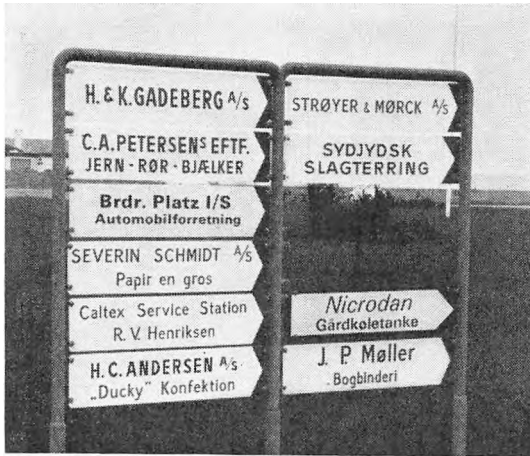 H. & K. GADEBERG A/S
C.A. PETERSENS EFTF.
JERN - RØR - BJÆLKER
Brdr. Platz I/S
Automobilforretning
SEVERIN SCHMIDT A/S
Papir en gros
Caltex Service Station
R. V. Henriksen
H. C. ANDERSEN A/S
„Ducky” Konfektion
STRØYER & MØRCK A/S
SYDJYDSK
SLAGTERRING
Nicrodan
Gårdkøletanke
J. P. Møller
Bogbinderi